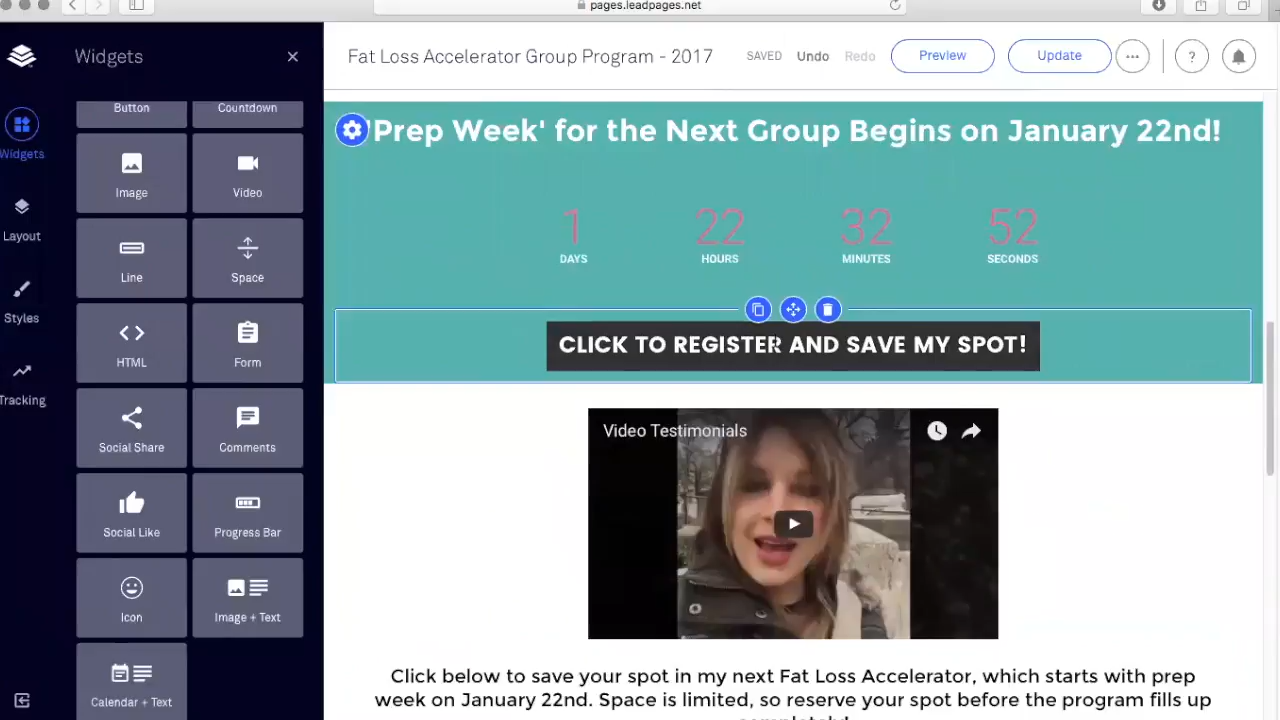 pages.leadpages.net
Widgets
Fat Loss Accelerator Group Program - 2017
SAVED
Undo
Redo
Preview
Update
?
Widgets
Layout
Styles
Tracking
Button
Countdown
Image
Video
Line
Space
HTML
Form
Social Share
Comments
Social Like
Progress Bar
Icon
Image + Text
Calendar + Text
'Prep Week' for the Next Group Begins on January 22nd!
1
22
32
52
DAYS
HOURS
MINUTES
SECONDS
CLICK TO REGISTER AND SAVE MY SPOT!
Video Testimonials
Click below to save your spot in my next Fat Loss Accelerator, which starts with prep
week on January 22nd. Space is limited, so reserve your spot before the program fills up